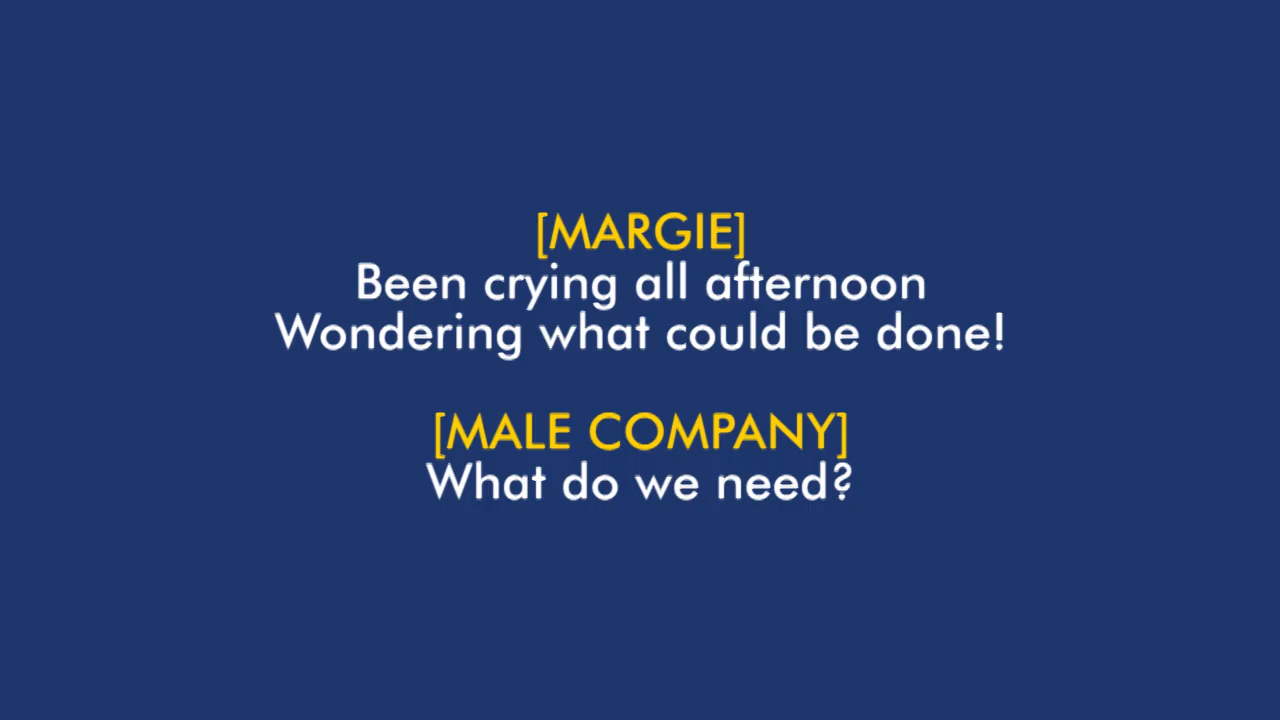 [MARGIE]
Been crying all afternoon
Wondering what could be done!
[MALE COMPANY]
What do we need?